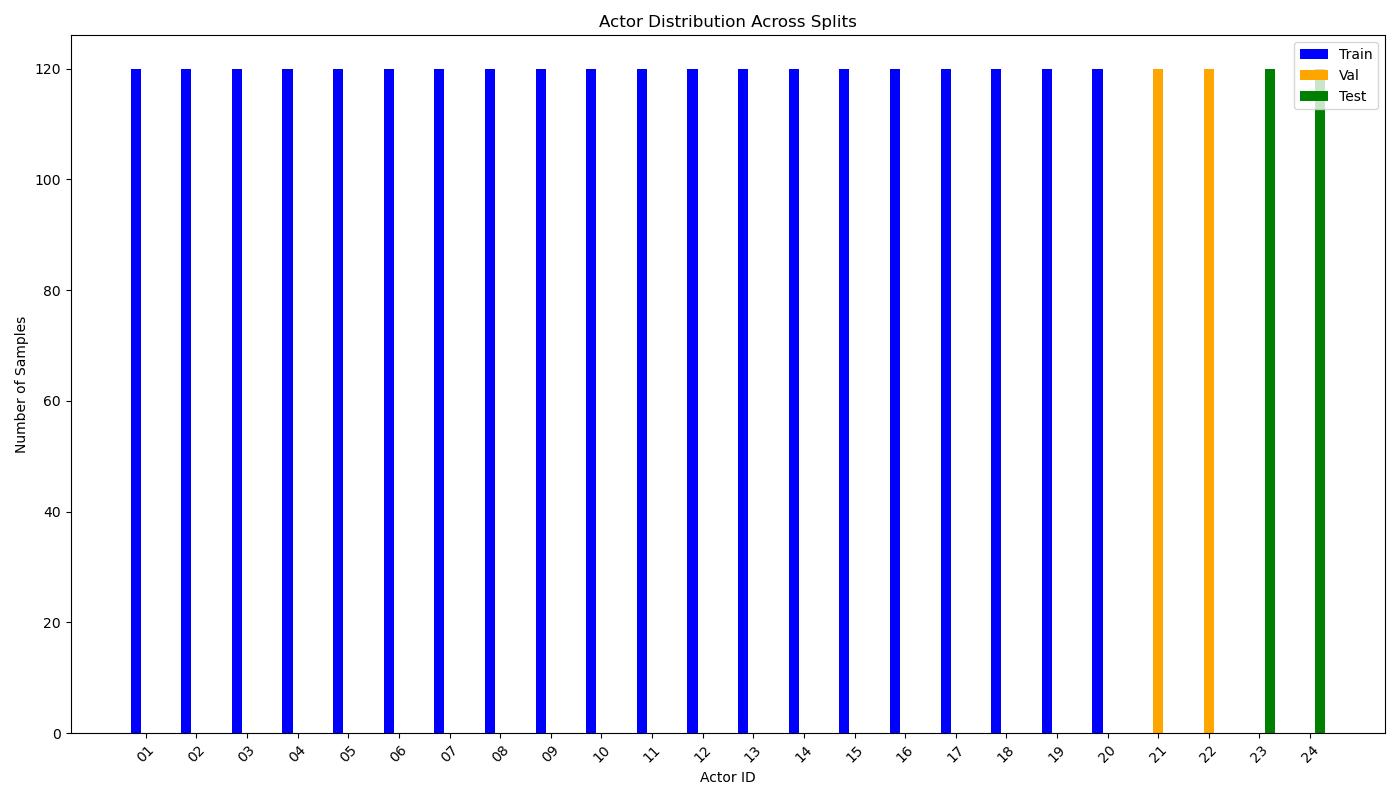 Actor Distribution Across Splits
Train
Val
Test
120
100
80
60
40
20
0
Number of Samples
01 02 03 04 05 06 07 08 09 10 11 12 13 14 15 16 17 18 19 20 21 22 23 24
Actor ID